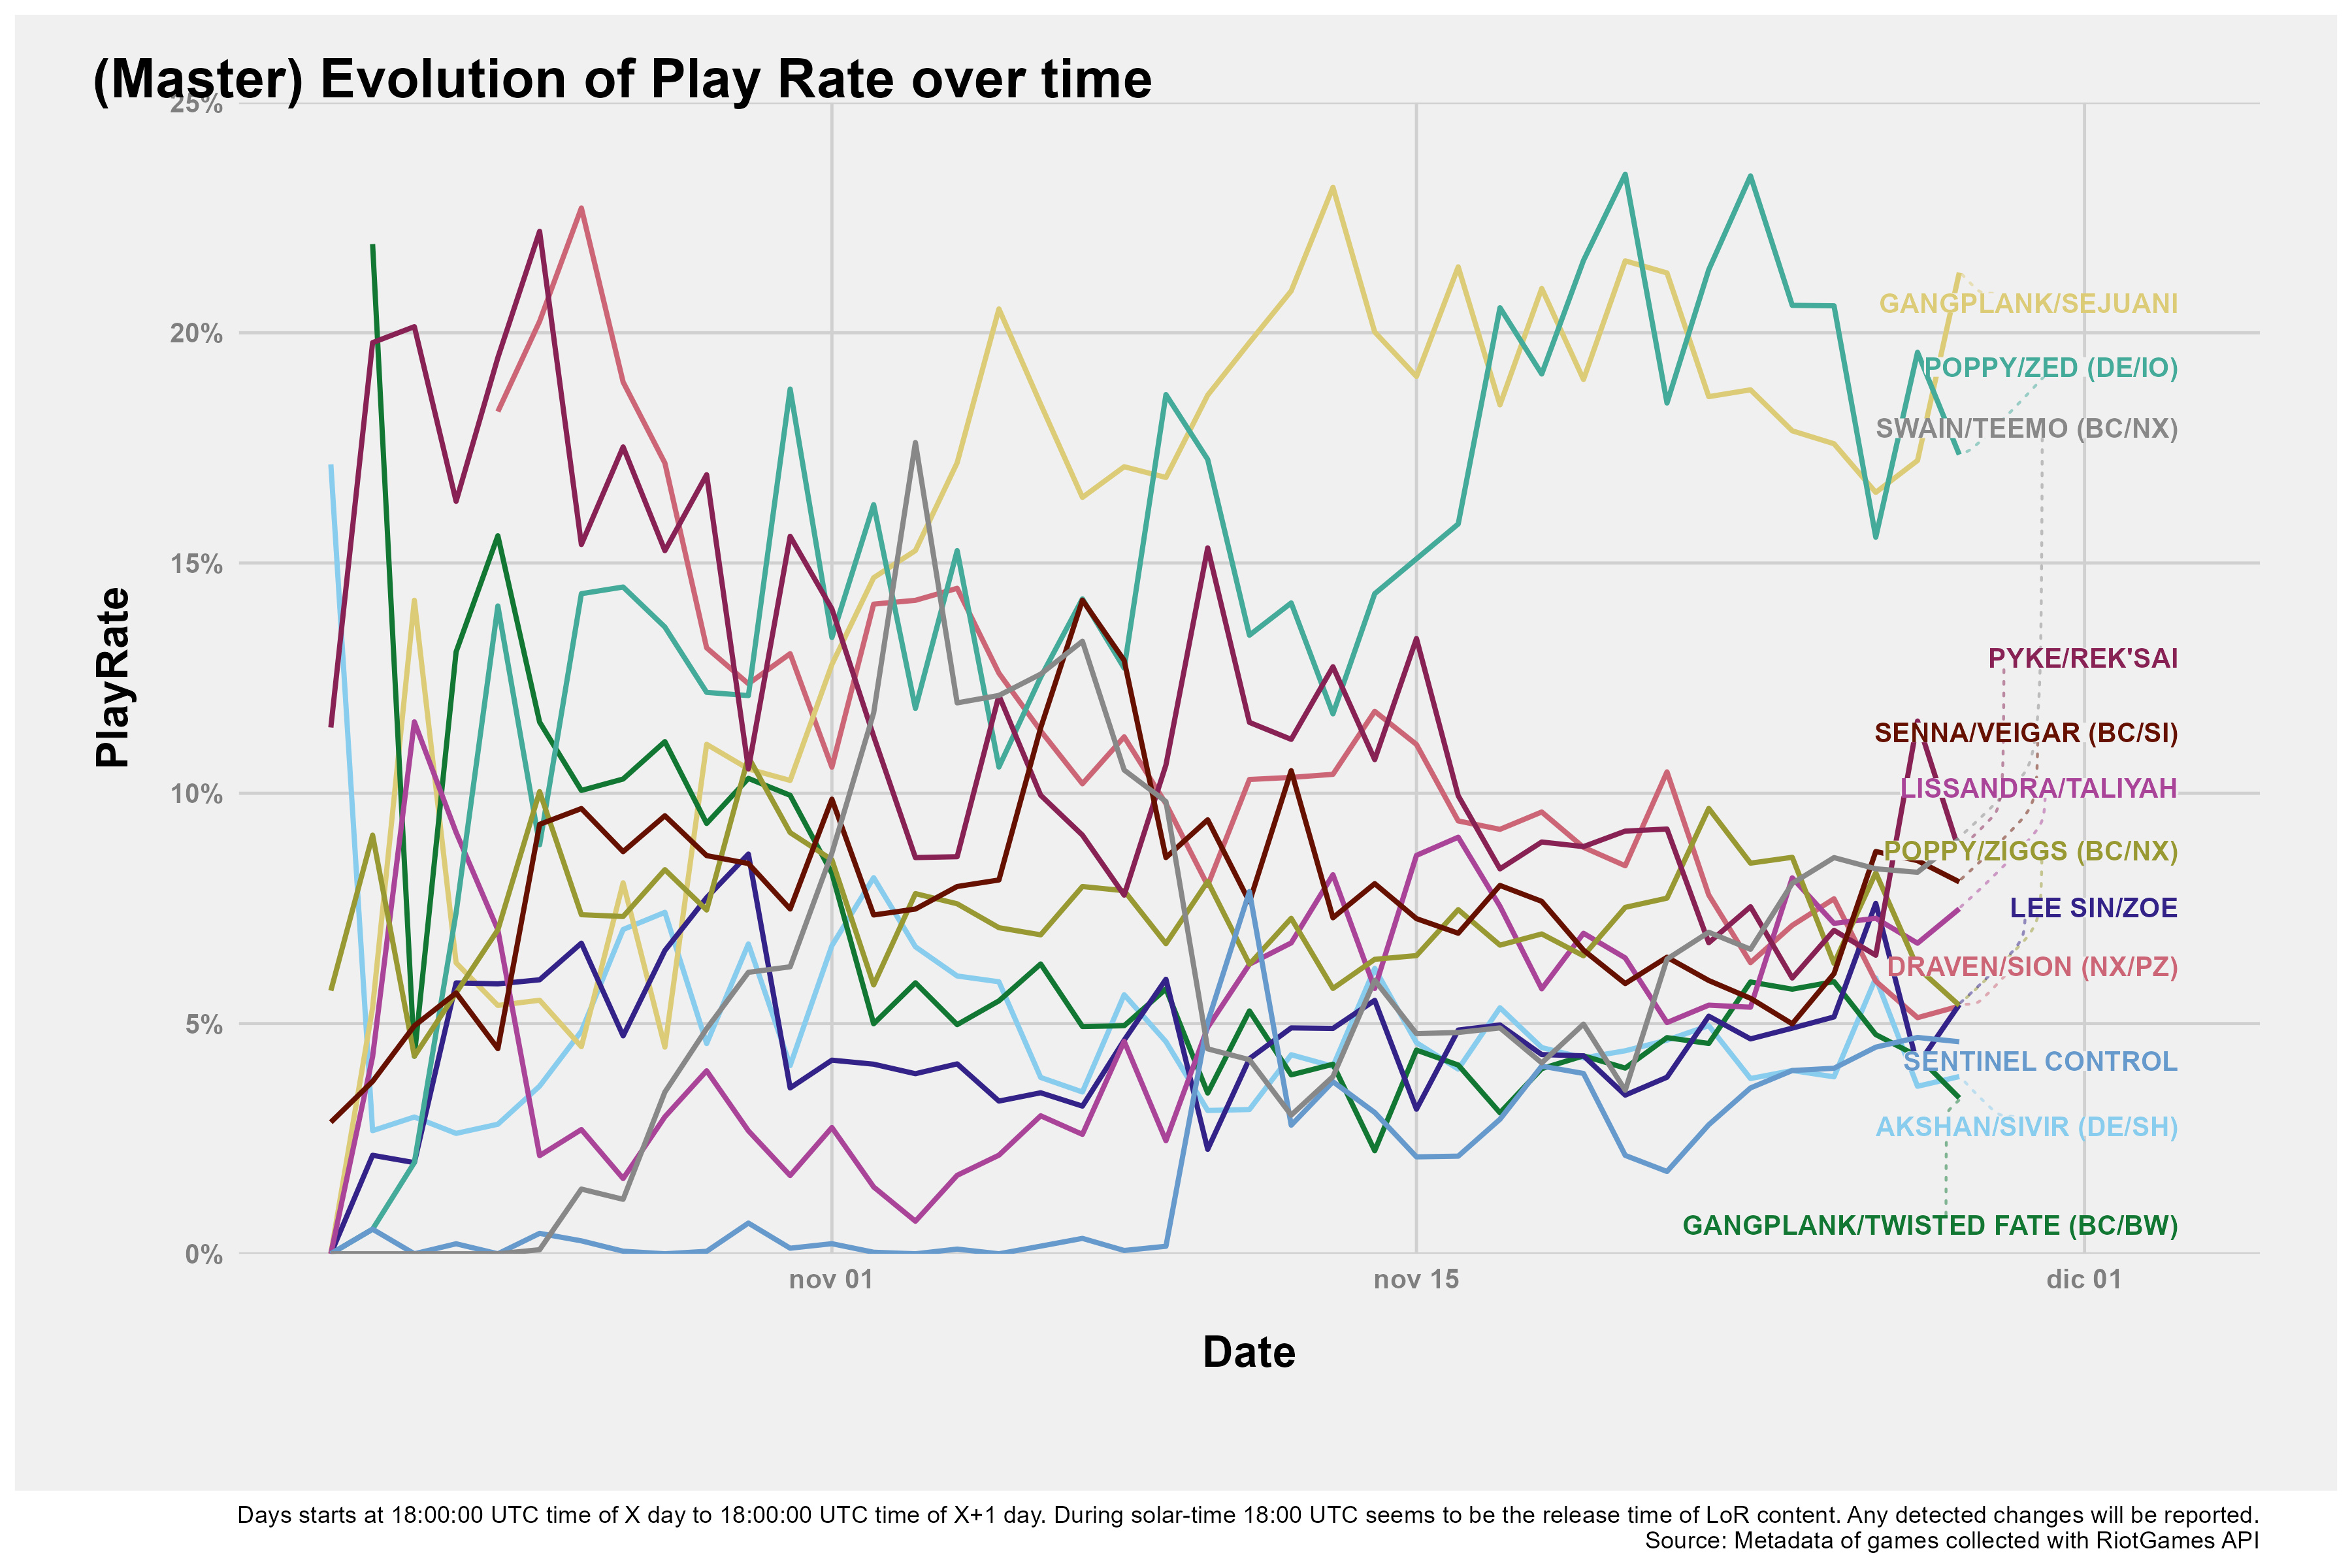 (Master) Evolution of Play Rate over time
25%
20%
15%
10%
5%
0%
PlayRate
GANGPLANK/SEJUANI
POPPY/ZED (DE/IO)
SWAIN/TEEMO (BC/NX)
PYKE/REK'SAI
SENNA/VEIGAR (BC/SI)
LISSANDRA/TALIYAH
POPPY/ZIGGS (BC/NX)
LEE SIN/ZOE
DRAVEN/SION (NX/PZ)
SENTINEL CONTROL
AKSHAN/SIVIR (DE/SH)
GANGPLANK/TWISTED FATE (BC/BW)
nov 01
nov 15
dic 01
Date
Days starts at 18:00:00 UTC time of X day to 18:00:00 UTC time of X+1 day. During solar-time 18:00 UTC seems to be the release time of LoR content. Any detected changes will be reported.
Source: Metadata of games collected with RiotGames API